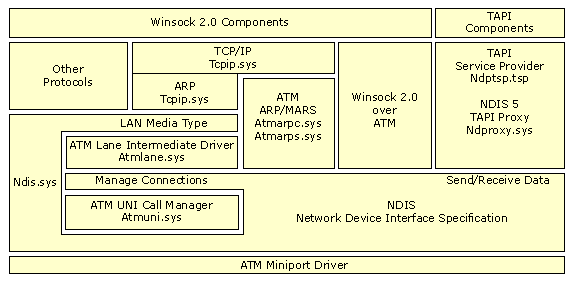 Winsock 2.0 Components
TAPI
Components
Other
Protocols
TCP/IP
Tcpip.sys
ARP
Tcpip.sys
ATM
ARP/MARS
Atmarpc.sys
Atmarps.sys
Winsock 2.0
over
ATM
TAPI
Service Provider
Ndptsp.tsp
NDIS 5
TAPI Proxy
Ndproxy.sys
LAN Media Type
ATM Lane Intermediate Driver
Atmlane.sys
Ndis.sys
Manage Connections
Send/Receive Data
ATM UNI Call Manager
Atmuni.sys
NDIS
Network Device Interface Specification
ATM Miniport Driver